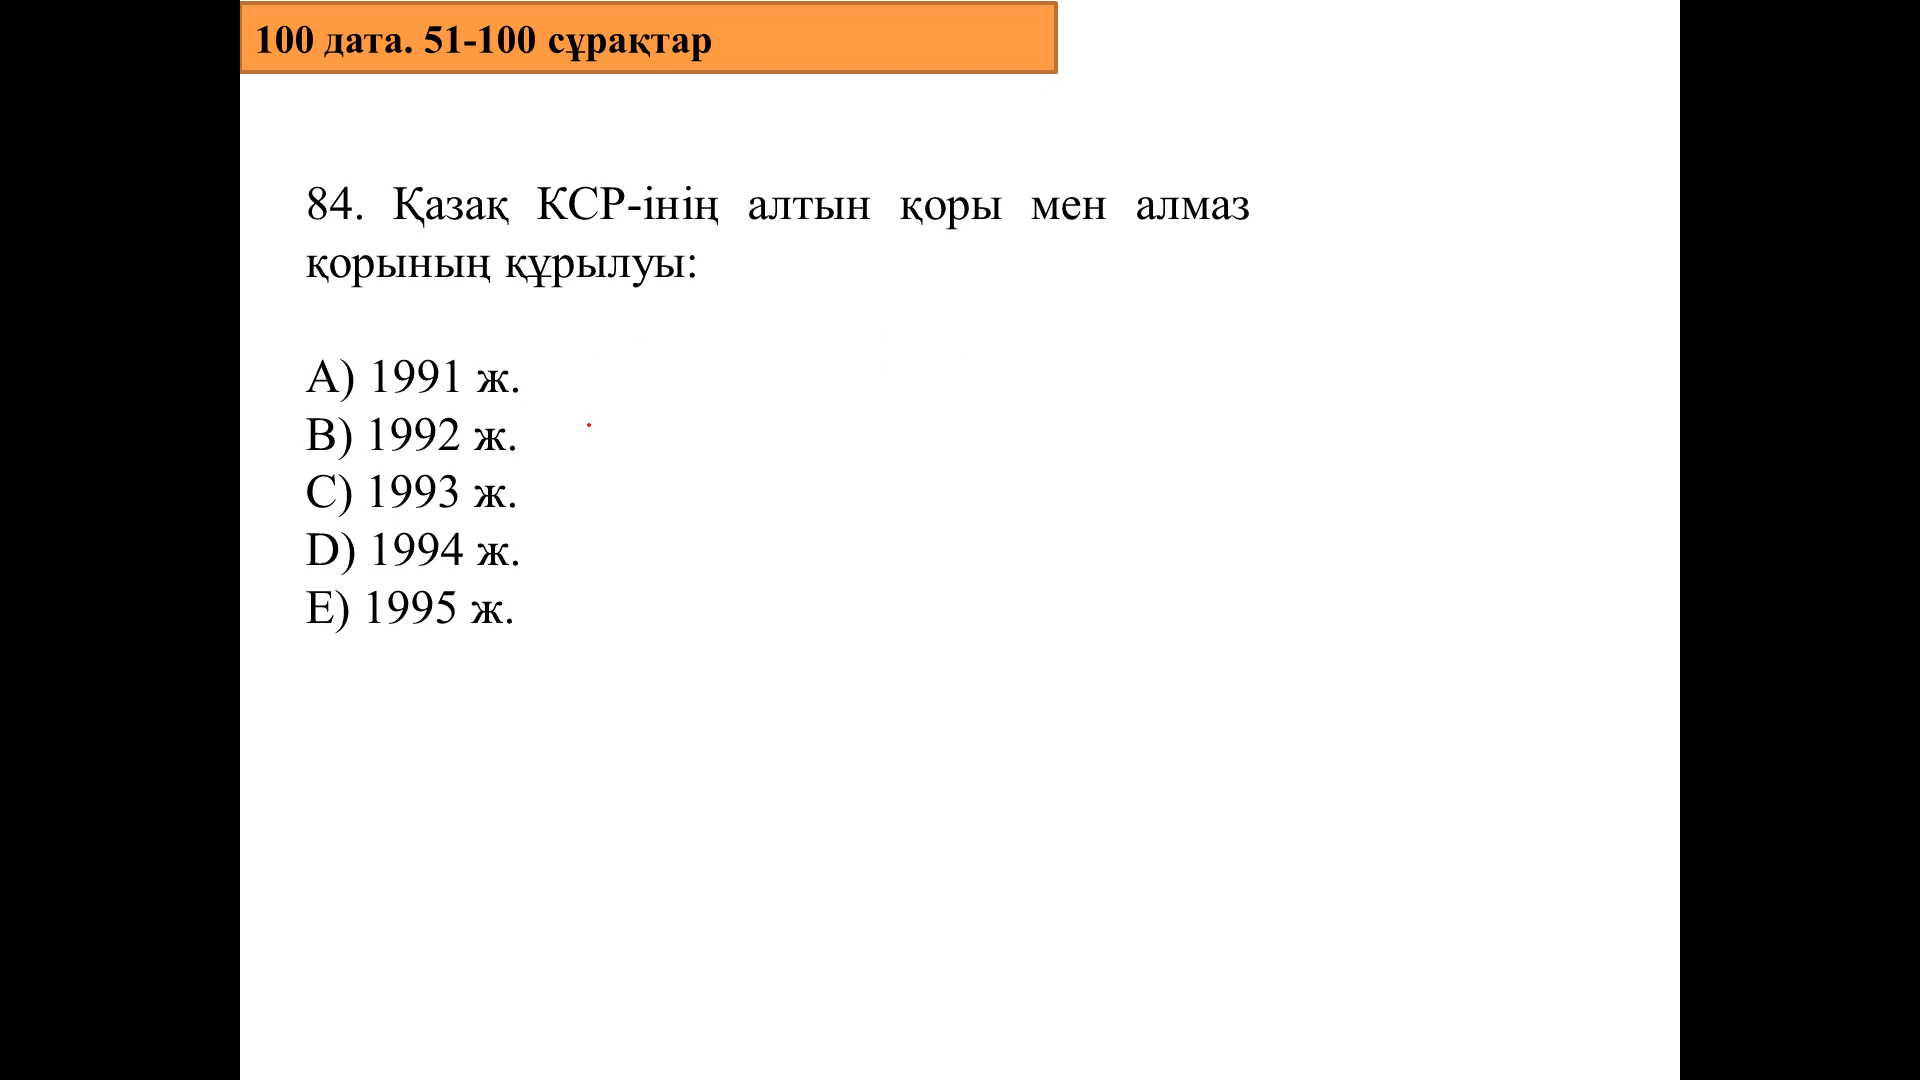 100 дата. 51-100 сұрақтар
84. Қазақ КСР-інің алтын қоры мен алмаз
қорының құрылуы:
A) 1991 ж.
B) 1992 ж.
C) 1993 ж.
D) 1994 ж.
E) 1995 ж.